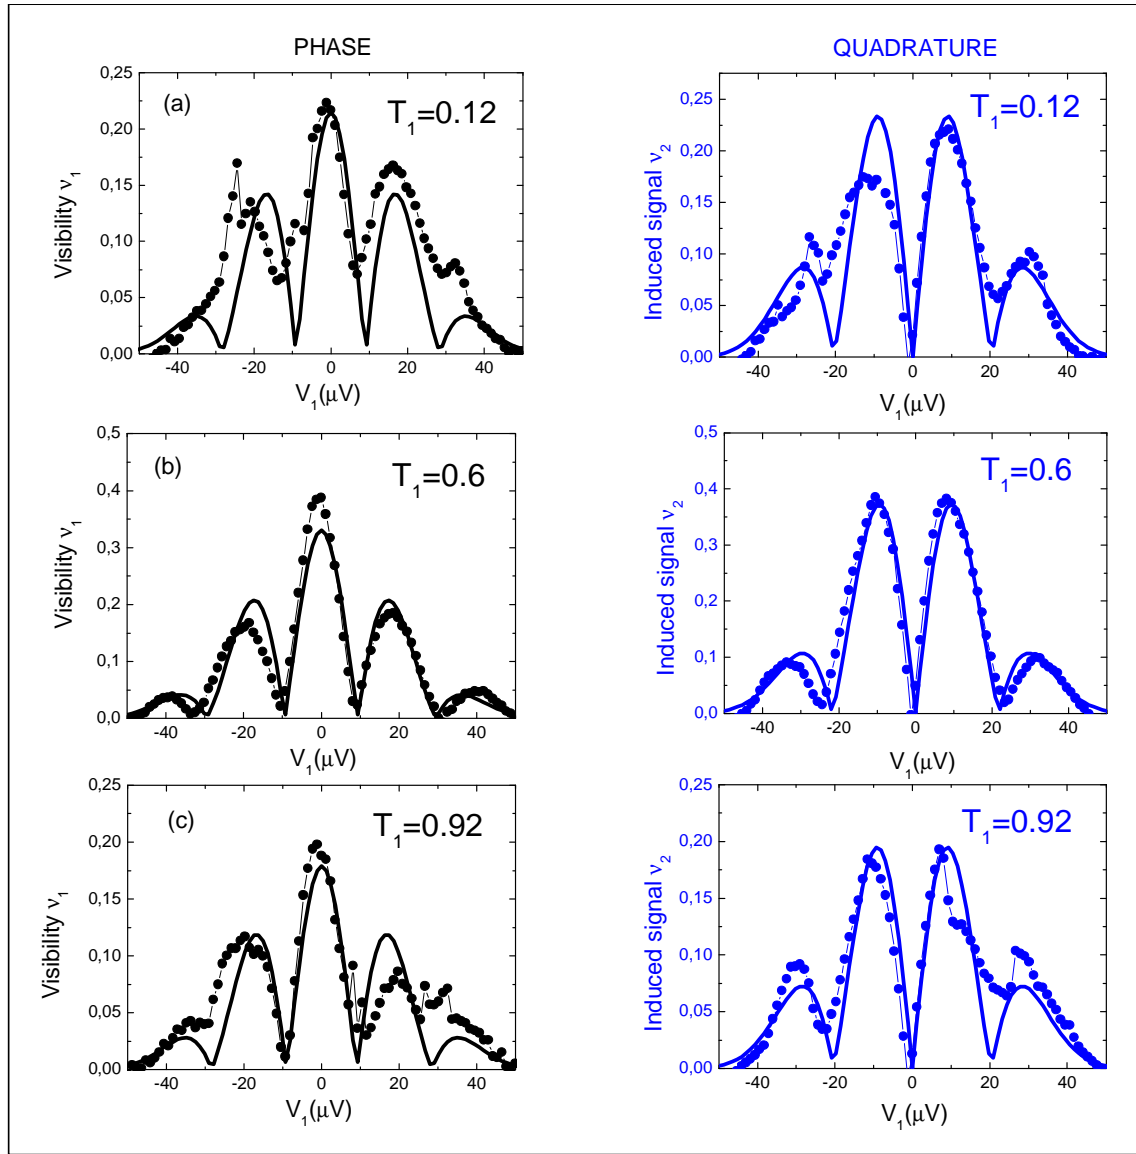 PHASE
QUADRATURE
(a)
T₁=0.12
Visibility ν₁
0,25
0,20
0,15
0,10
0,05
0,00
-40 -20 0 20 40
V₁(μV)
T₁=0.12
Induced signal ν₂
0,25
0,20
0,15
0,10
0,05
0,00
-40 -20 0 20 40
V₁(μV)
(b)
T₁=0.6
Visibility ν₁
0,5
0,4
0,3
0,2
0,1
0,0
-40 -20 0 20 40
V₁(μV)
T₁=0.6
Induced signal ν₂
0,5
0,4
0,3
0,2
0,1
0,0
-40 -20 0 20 40
V₁(μV)
(c)
T₁=0.92
Visibility ν₁
0,25
0,20
0,15
0,10
0,05
0,00
-40 -20 0 20 40
V₁(μV)
T₁=0.92
Induced signal ν₂
0,25
0,20
0,15
0,10
0,05
0,00
-40 -20 0 20 40
V₁(μV)